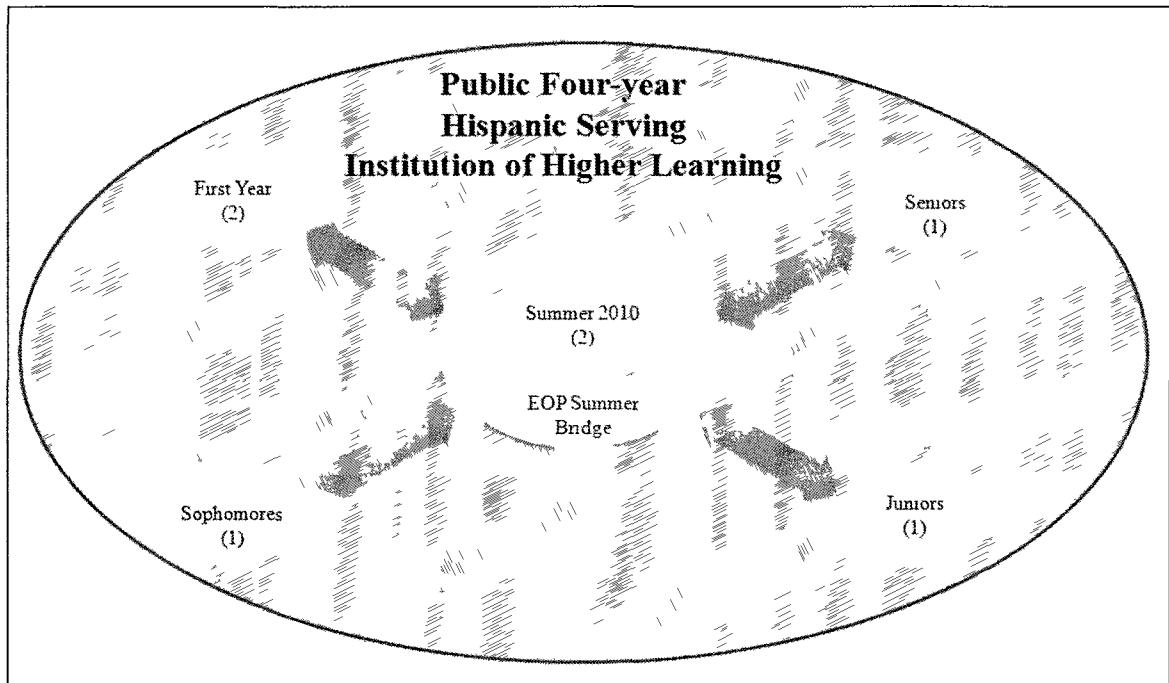 Public Four-year
Hispanic Serving
Institution of Higher Learning
First Year
(2)
Seniors
(1)
Summer 2010
(2)
EOP Summer
Bridge
Sophomores
(1)
Juniors
(1)